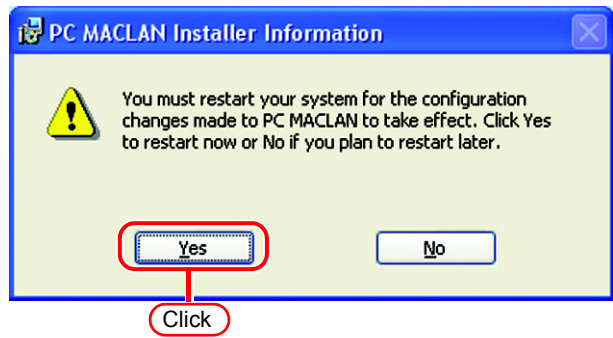 PC MACLAN Installer Information
You must restart your system for the configuration
changes made to PC MACLAN to take effect. Click Yes
to restart now or No if you plan to restart later.
Yes
No
Click